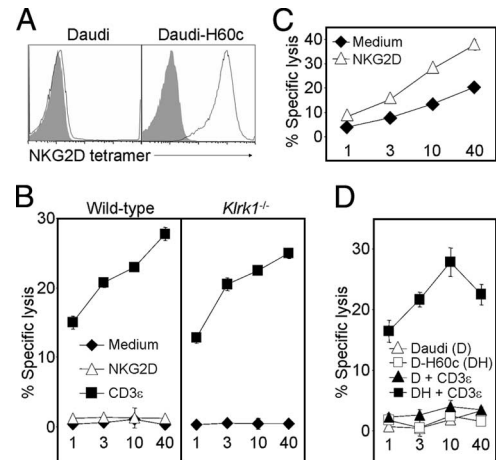 A
Daudi
Daudi-H60c
NKG2D tetramer
B
Wild-type
Klrk1-/-
% Specific lysis
30
20
10
0
Medium
NKG2D
CD3ε
1
3
10
40
1
3
10
40
C
% Specific lysis
40
30
20
10
0
Medium
NKG2D
1
3
10
40
D
% Specific lysis
30
20
10
0
Daudi (D)
D-H60c (DH)
D + CD3ε
DH + CD3ε
1
3
10
40